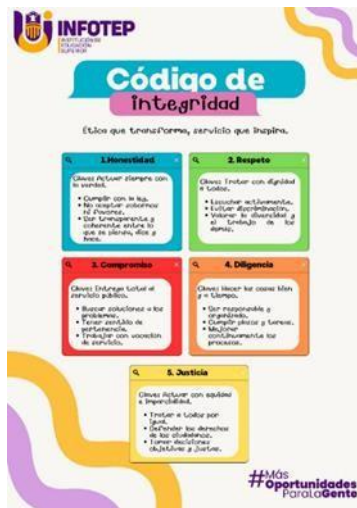 INFOTEP
INSTITUCIÓN DE
EDUCACIÓN
SUPERIOR
Código de
integridad
Ética que transforma, servicio que inspira.
1.Honestidad
Clave: Actuar siempre con
la verdad.
• Cumplir con la ley.
• No aceptar sobornos
ni favores.
• Ser transparente y
coherente entre lo
que se piensa, dice y
hace.
2. Respeto
Clave: Tratar con dignidad
a todos.
• Escuchar activamente.
• Evitar discriminación.
• Valorar la diversidad y
el trabajo de los
demás.
3. Compromiso
Clave: Entrega total al
servicio público.
• Buscar soluciones a los
problemas.
• Tener sentido de
pertenencia.
• Trabajar con vocación
de servicio.
4. Diligencia
Clave: Hacer las cosas bien
y a tiempo.
• Ser responsable y
organizado.
• Cumplir plazos y tareas.
• Mejorar
continuamente los
procesos.
5. Justicia
Clave: Actuar con equidad
e imparcialidad.
• Tratar a todos por
igual.
• Defender los derechos
de los ciudadanos.
• Tomar decisiones
objetivas y justas.
#Más
Oportunidades
ParaLaGente